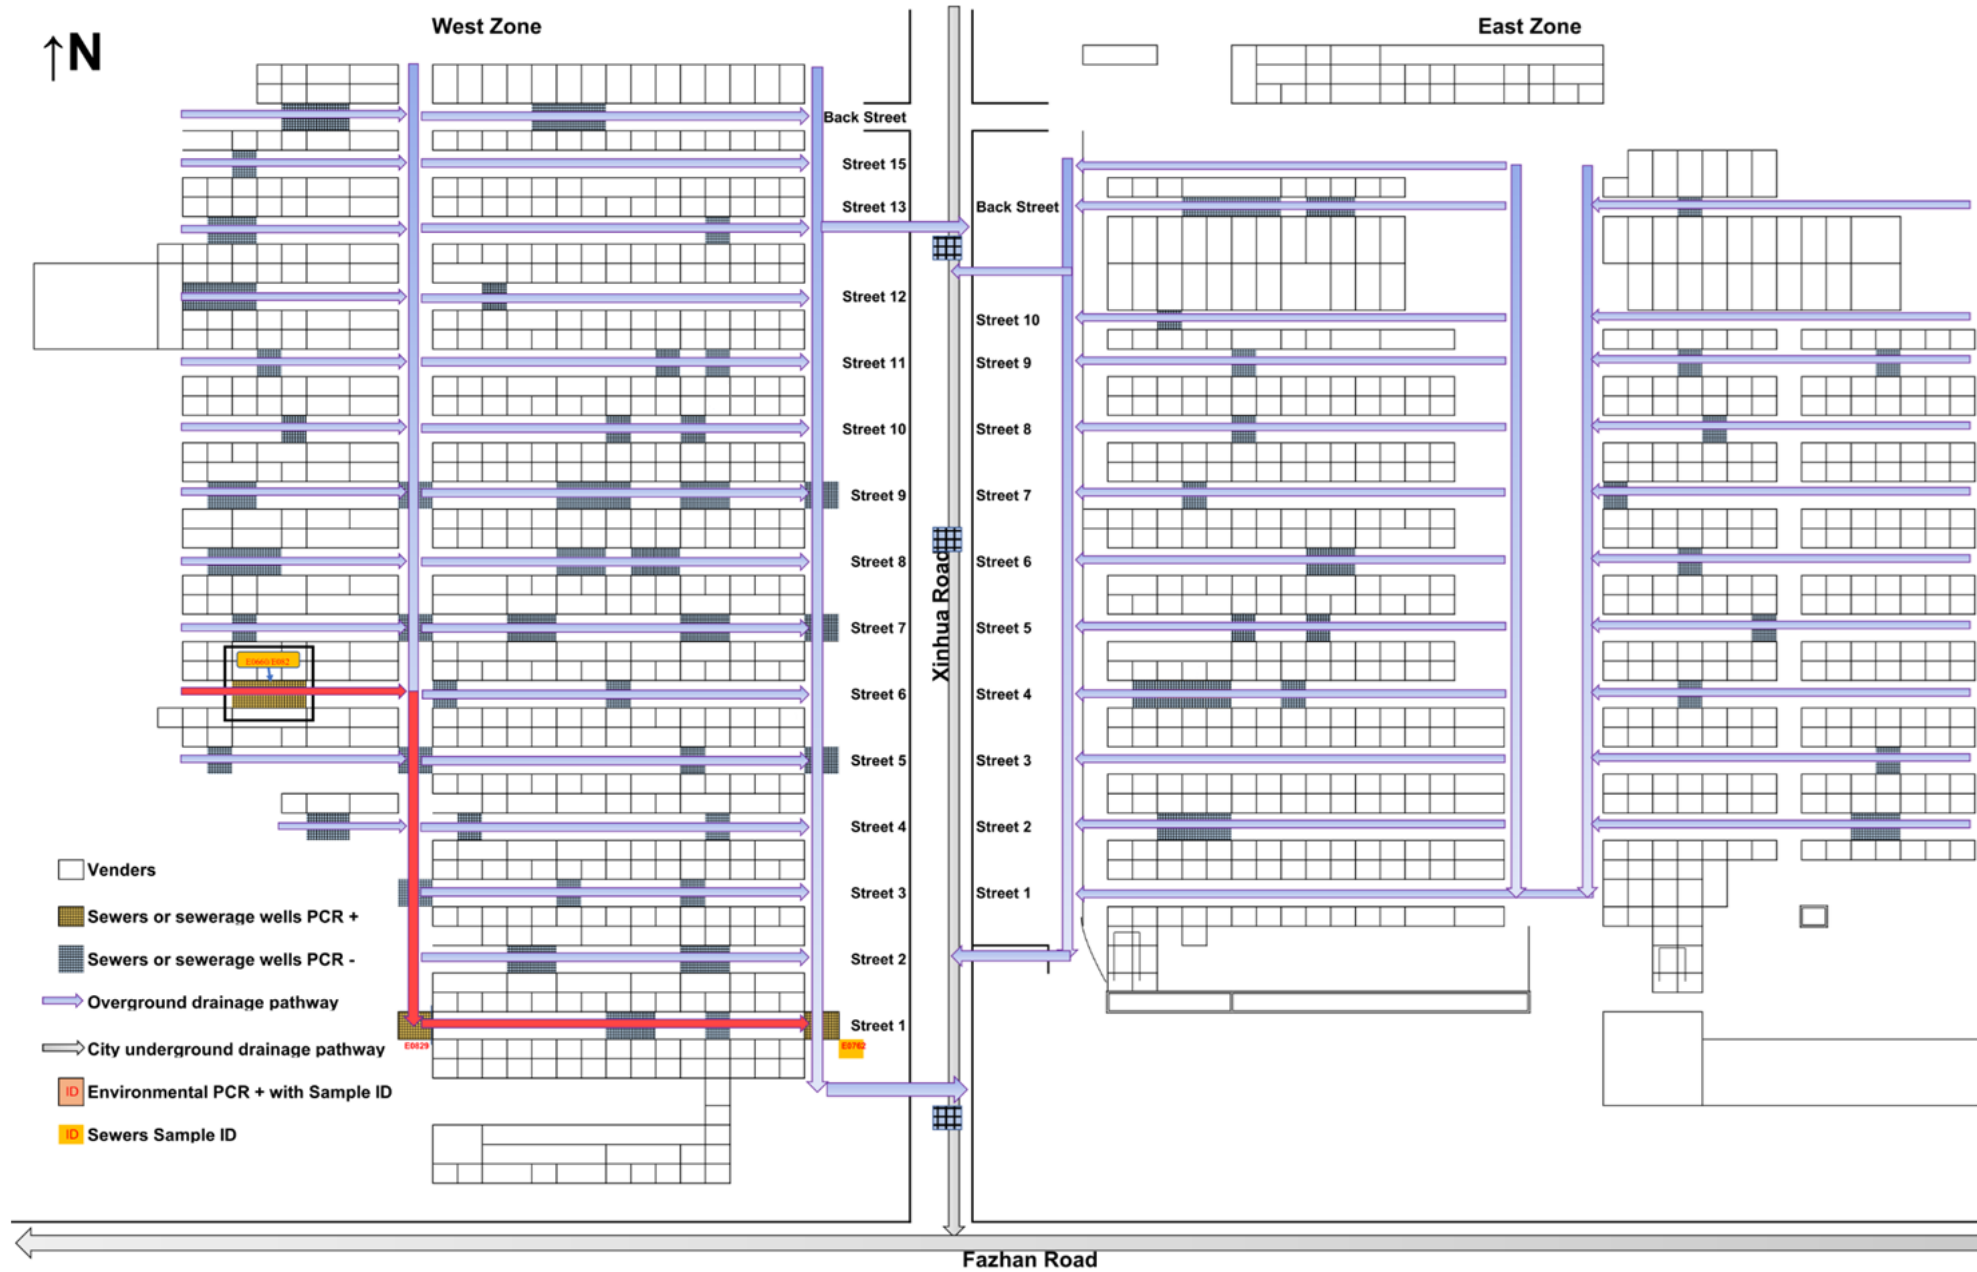 West Zone
East Zone
↑N
Back Street
Street 15
Street 13
Street 12
Street 11
Street 10
Street 9
Street 8
Street 7
Street 6
Street 5
Street 4
Street 3
Street 2
Street 1
Xinhua Road
Back Street
Street 10
Street 9
Street 8
Street 7
Street 6
Street 5
Street 4
Street 3
Street 2
Street 1
E0829
E0762
Venders
Sewers or sewerage wells PCR +
Sewers or sewerage wells PCR -
Overground drainage pathway
City underground drainage pathway
ID Environmental PCR + with Sample ID
ID Sewers Sample ID
Fazhan Road